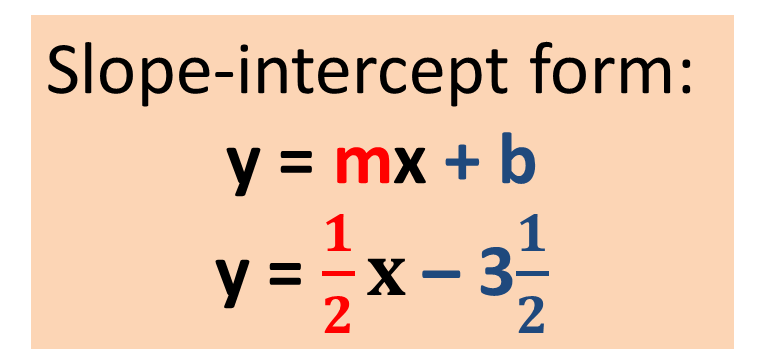 Slope-intercept form:
y = mx + b
y = 1/2 x – 3 1/2